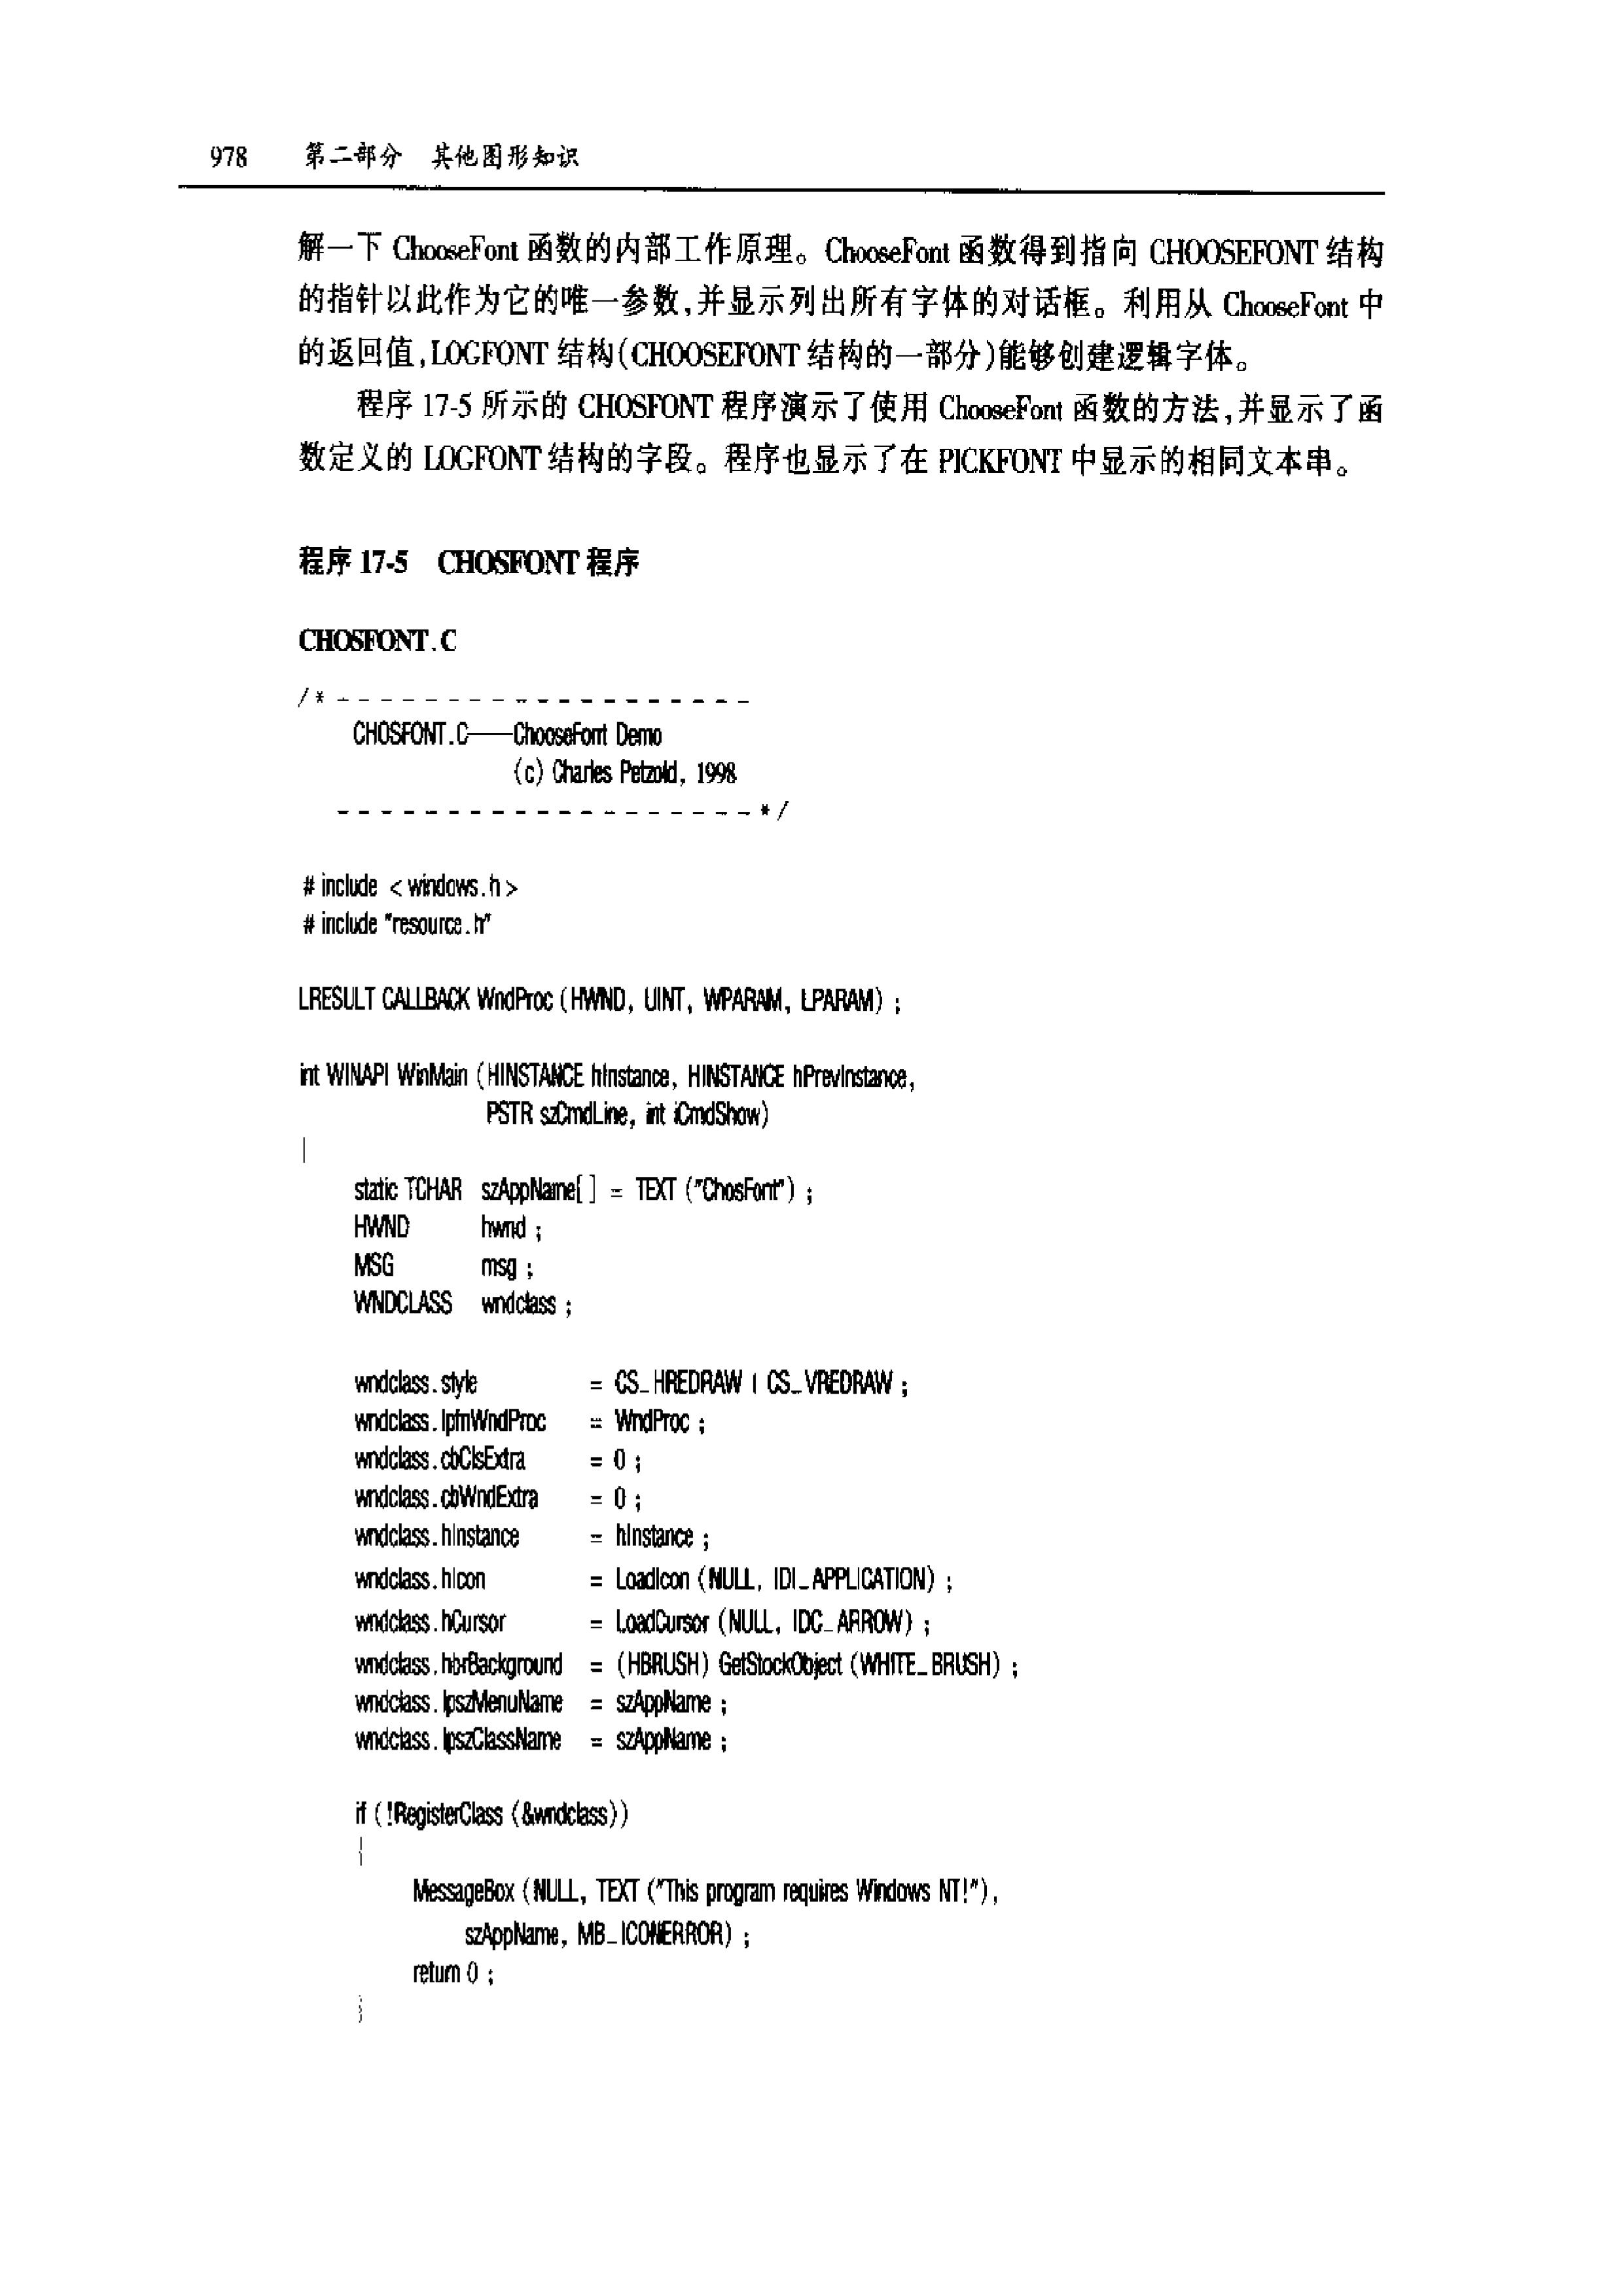 978 第二部分 其他图形知识
解一下 ChooseFont 函数的内部工作原理。ChooseFont 函数得到指向 CHOOSEFONT 结构
的指针以此作为它的唯一参数,并显示列出所有字体的对话框。利用从 ChooseFont 中
的返回值,LOGFONT 结构(CHOOSEFONT 结构的一部分)能够创建逻辑字体。
程序 17-5 所示的 CHOSFONT 程序演示了使用 ChooseFont 函数的方法,并显示了函
数定义的 LOGFONT 结构的字段。程序也显示了在 PICKFONT 中显示的相同文本串。
程序 17-5 CHOSFONT 程序
CHOSFONT.C
/* - - - - - - - - - - - - - - - - - - -
CHOSFONT.C——ChooseFont Demo
(c) Charles Petzold, 1998
- - - - - - - - - - - - - - - - - - - */
# include <windows.h>
# include "resource.h"
LRESULT CALLBACK WndProc (HWND, UINT, WPARAM, LPARAM) ;
int WINAPI WinMain (HINSTANCE hInstance, HINSTANCE hPrevInstance,
PSTR szCmdLine, int iCmdShow)
{
static TCHAR szAppName[ ] = TEXT ("ChosFont") ;
HWND hwnd ;
MSG msg ;
WNDCLASS wndclass ;
wndclass.style = CS_HREDRAW | CS_VREDRAW ;
wndclass.lpfnWndProc = WndProc ;
wndclass.cbClsExtra = 0 ;
wndclass.cbWndExtra = 0 ;
wndclass.hInstance = hInstance ;
wndclass.hIcon = LoadIcon (NULL, IDI_APPLICATION) ;
wndclass.hCursor = LoadCursor (NULL, IDC_ARROW) ;
wndclass.hbrBackground = (HBRUSH) GetStockObject (WHITE_BRUSH) ;
wndclass.lpszMenuName = szAppName ;
wndclass.lpszClassName = szAppName ;
if (!RegisterClass (&wndclass))
{
MessageBox (NULL, TEXT ("This program requires Windows NT!"),
szAppName, MB_ICONERROR) ;
return 0 ;
}